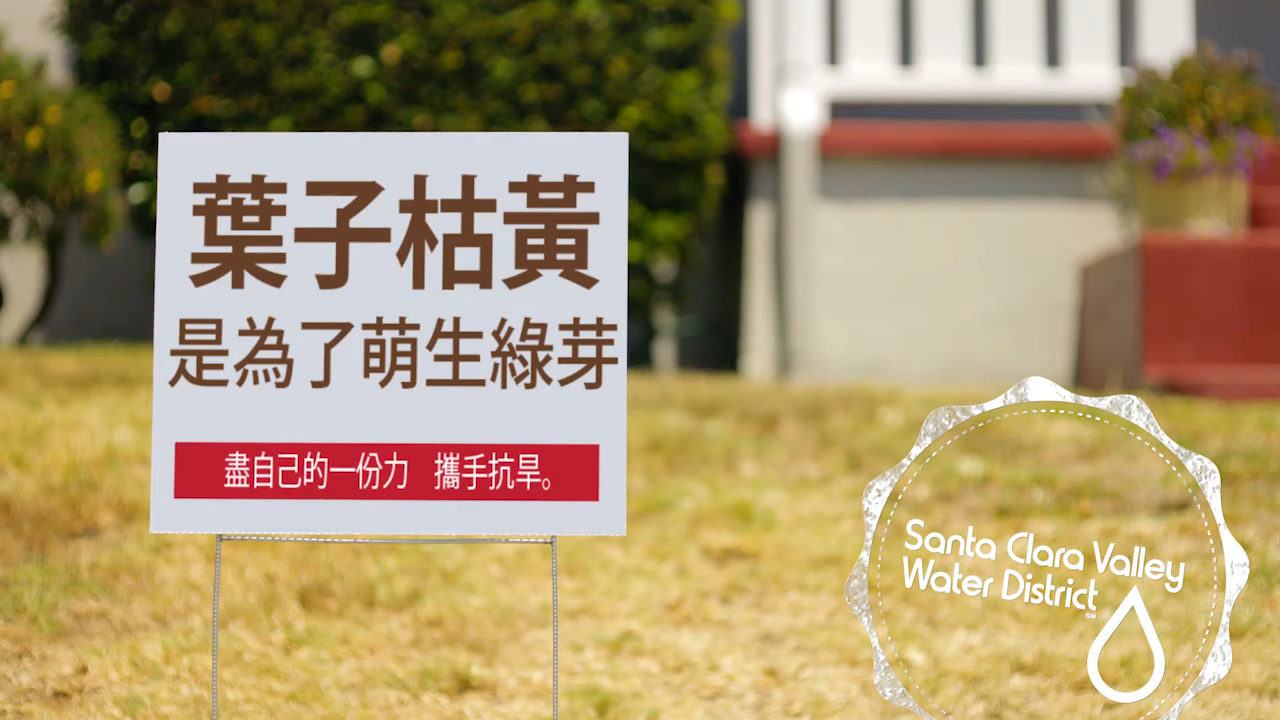 葉子枯黃
是為了萌生綠芽
盡自己的一份力　攜手抗旱。
Santa Clara Valley
Water District
SM